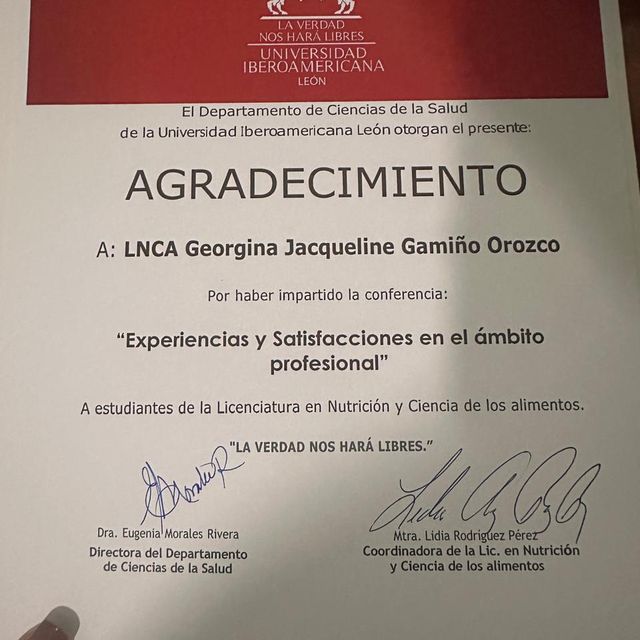 LA VERDAD
NOS HARÁ LIBRES
UNIVERSIDAD
IBEROAMERICANA
LEÓN
El Departamento de Ciencias de la Salud
de la Universidad Iberoamericana León otorgan el presente:
AGRADECIMIENTO
A: LNCA Georgina Jacqueline Gamiño Orozco
Por haber impartido la conferencia:
“Experiencias y Satisfacciones en el ámbito
profesional”
A estudiantes de la Licenciatura en Nutrición y Ciencia de los alimentos.
"LA VERDAD NOS HARÁ LIBRES.”
Dra. Eugenia Morales Rivera
Directora del Departamento
de Ciencias de la Salud
Mtra. Lidia Rodríguez Pérez
Coordinadora de la Lic. en Nutrición
y Ciencia de los alimentos